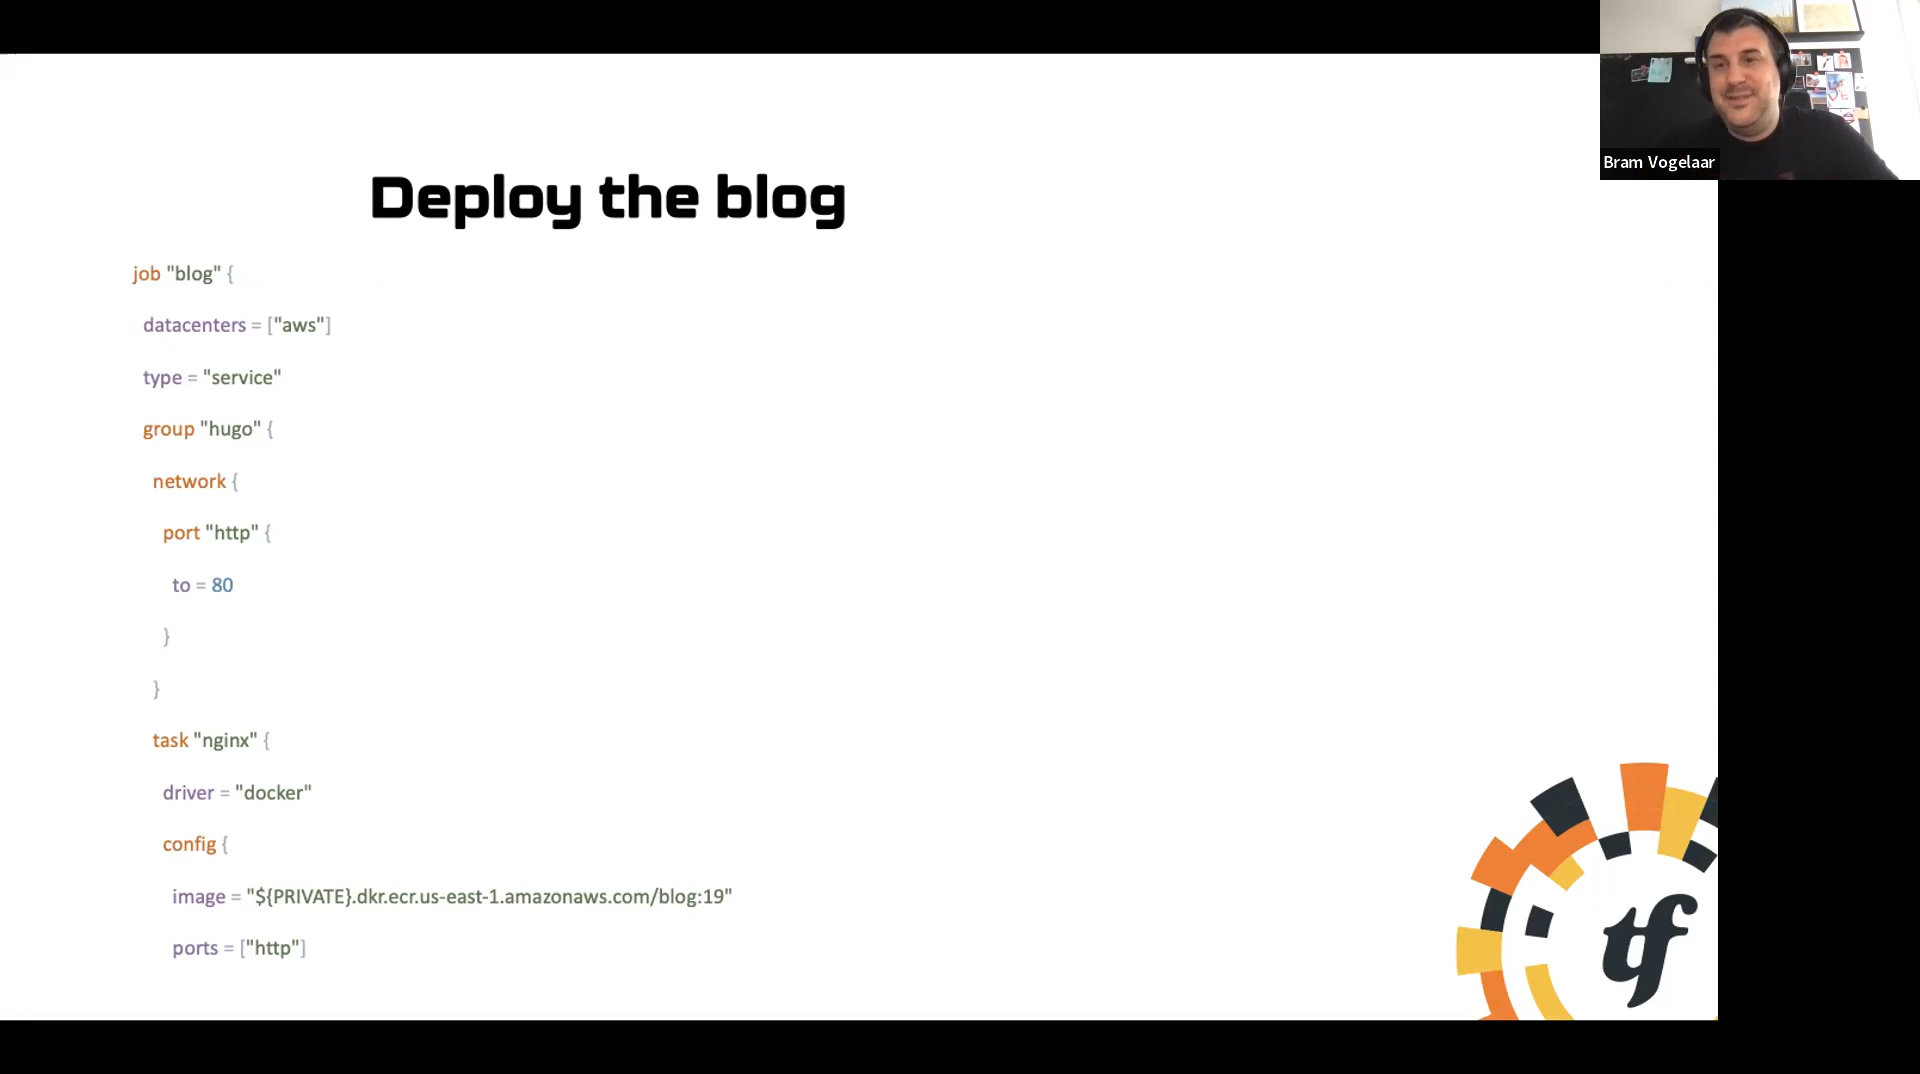 Bram Vogelaar
Deploy the blog
job "blog" {
datacenters = ["aws"]
type = "service"
group "hugo" {
network {
port "http" {
to = 80
}
}
task "nginx" {
driver = "docker"
config {
image = "${PRIVATE}.dkr.ecr.us-east-1.amazonaws.com/blog:19"
ports = ["http"]
tf